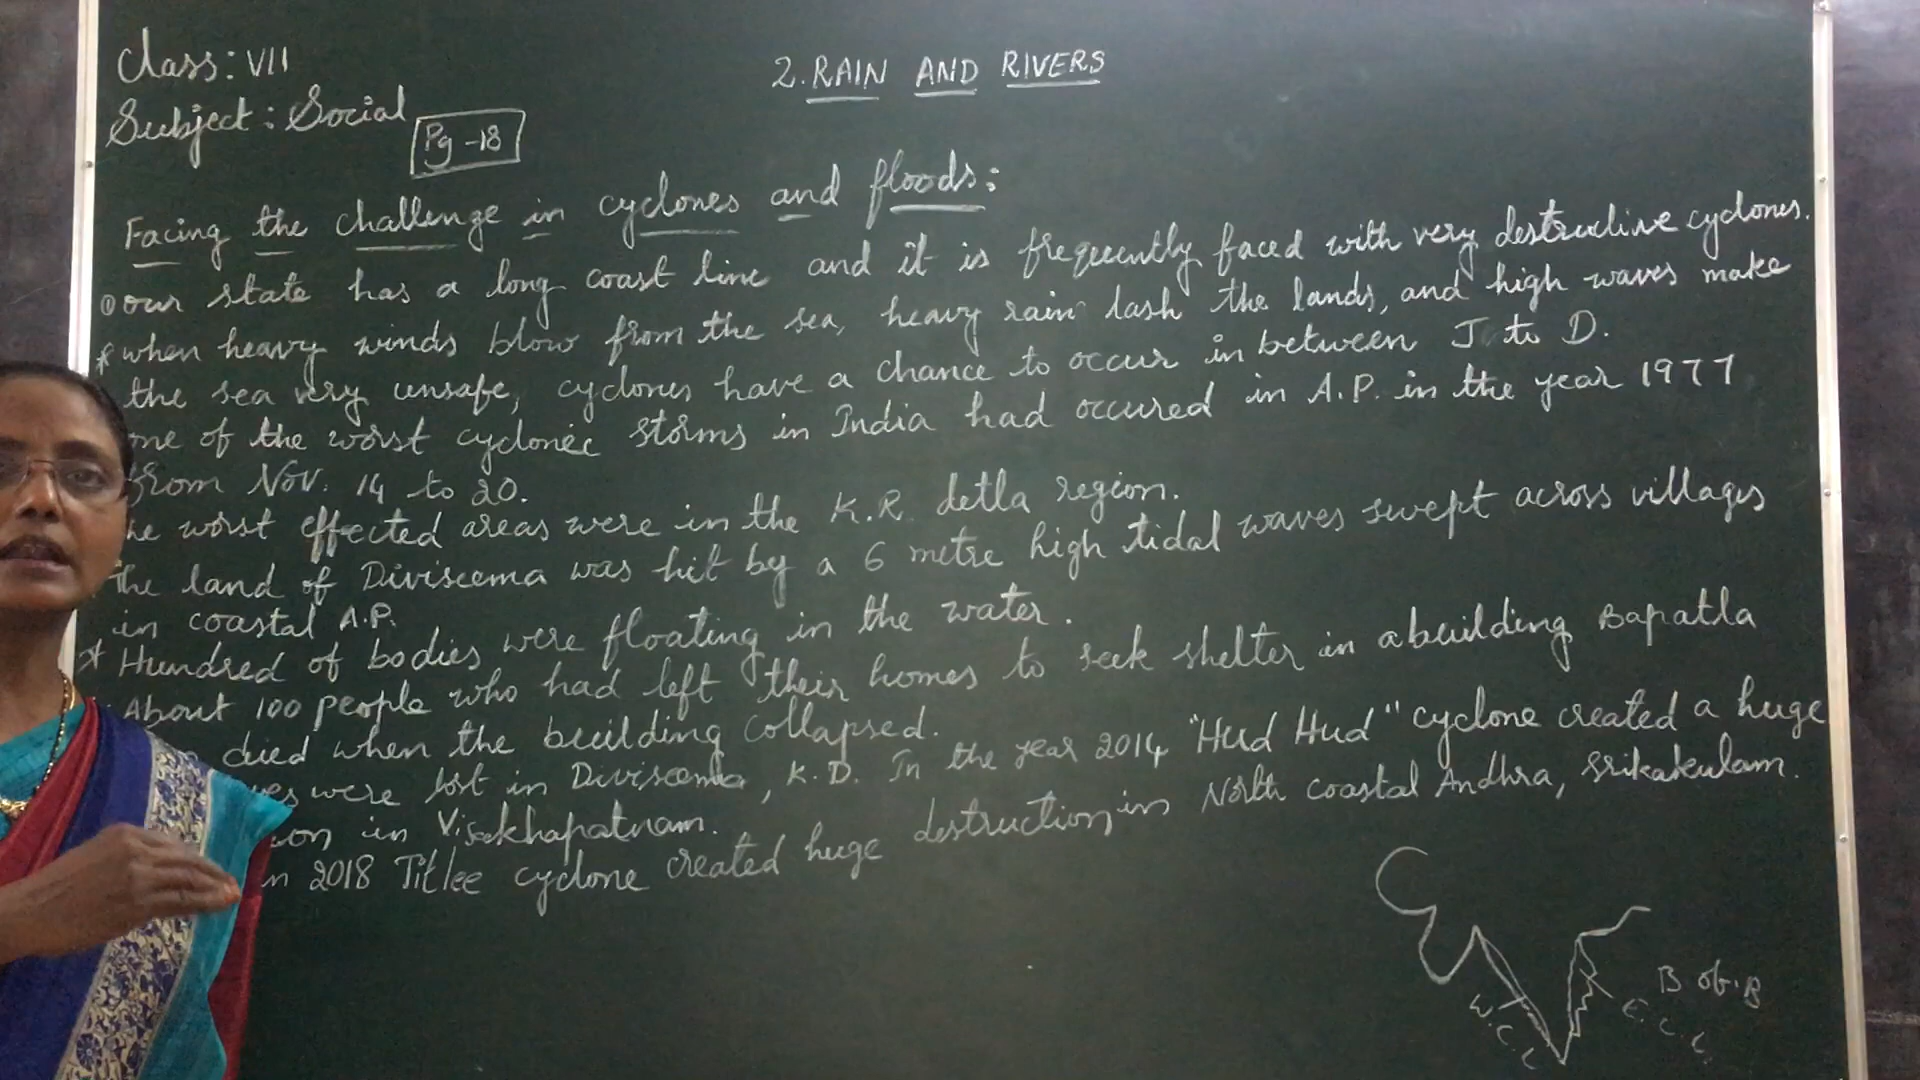 Class: VII
2. RAIN AND RIVERS
Subject: Social
Pg -18
Facing the challenge in cyclones and floods:
our state has a long coast line and it is frequently faced with very destructive cyclones.
* when heavy winds blow from the sea, heavy rain lash the lands, and high waves make
the sea very unsafe, cyclones have a chance to occur in between J to D.
one of the worst cyclonic storms in India had occured in A.P. in the year 1977
from Nov. 14 to 20.
he worst effected areas were in the K.R. detla region.
The land of Diviseema was hit by a 6 metre high tidal waves swept across villages
in coastal A.P.
* Hundred of bodies were floating in the water.
About 100 people who had left their homes to seek shelter in a building Bapatla
died when the building collapsed.
es were lost in Diviseema, K.D. In the year 2014 "Hud Hud" cyclone created a huge
ion in Visakhapatnam.
n 2018 Titlee cyclone created huge destruction in North coastal Andhra, Srikakulam.
B ob.B
W.C.L
E.C.L